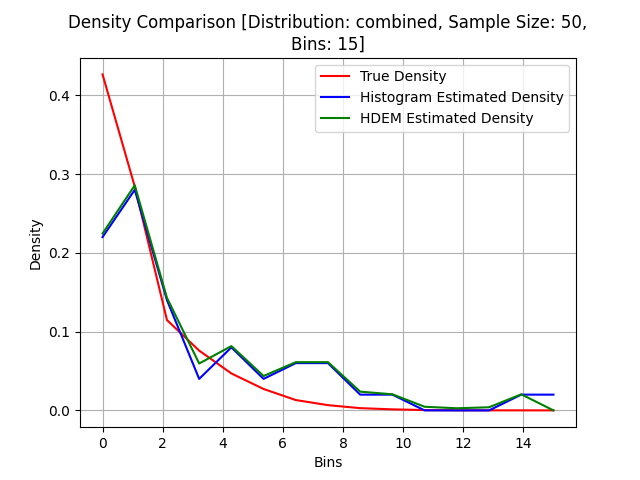 Density Comparison [Distribution: combined, Sample Size: 50,
Bins: 15]
True Density
Histogram Estimated Density
HDEM Estimated Density
Density
0.4
0.3
0.2
0.1
0.0
0 2 4 6 8 10 12 14
Bins